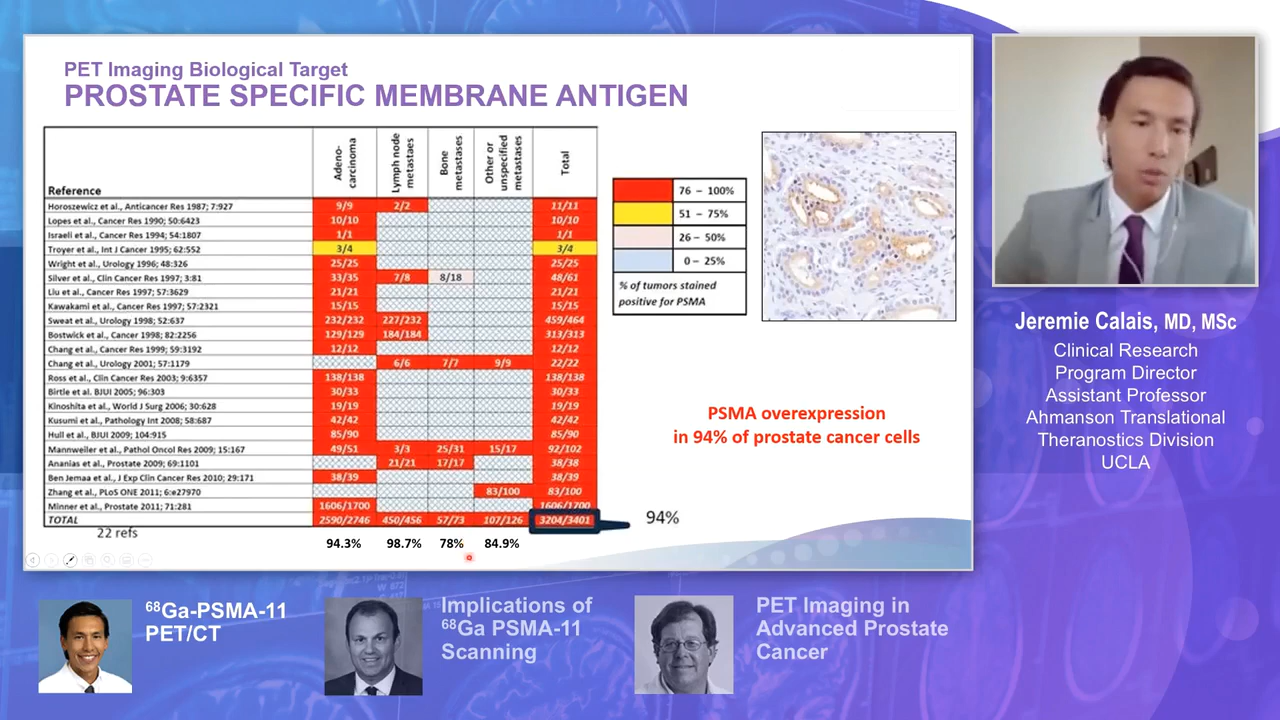 PET Imaging Biological Target
PROSTATE SPECIFIC MEMBRANE ANTIGEN
Reference Adeno-carcinoma Lymph node metastaes Bone metastases Other or unspecified metastases Total
Horoszewicz et al., Anticancer Res 1987; 7:927 9/9 2/2 11/11
Lopes et al., Cancer Res 1990; 50:6423 10/10 10/10
Israeli et al., Cancer Res 1994; 54:1807 1/1 1/1
Troyer et al., Int J Cancer 1995; 62:552 3/4 3/4
Wright et al., Urology 1996; 48:326 25/25 25/25
Silver et al., Clin Cancer Res 1997; 3:81 33/35 7/8 8/18 48/61
Liu et al., Cancer Res 1997; 57:3629 21/21 21/21
Kawakami et al., Cancer Res 1997; 57:2321 15/15 15/15
Sweat et al., Urology 1998; 52:637 232/232 227/232 459/464
Bostwick et al., Cancer 1998; 82:2256 129/129 184/184 313/313
Chang et al., Cancer Res 1999; 59:3192 12/12 12/12
Chang et al., Urology 2001; 57:1179 6/6 7/7 9/9 22/22
Ross et al., Clin Cancer Res 2003; 9:6357 138/138 138/138
Birtle et al. BJUI 2005; 96:303 30/33 30/33
Kinoshita et al., World J Surg 2006; 30:628 19/19 19/19
Kusumi et al., Pathology Int 2008; 58:687 42/42 42/42
Hull et al., BJUI 2009; 104:915 85/90 85/90
Mannweiler et al., Pathol Oncol Res 2009; 15:167 49/51 3/3 25/31 15/17 92/102
Ananias et al., Prostate 2009; 69:1101 21/21 17/17 38/38
Ben Jemaa et al., J Exp Clin Cancer Res 2010; 29:171 38/39 38/39
Zhang et al., PLoS ONE 2011; 6:e27970 83/100 83/100
Minner et al., Prostate 2011; 71:281 1606/1700 1606/1700
TOTAL 2590/2746 450/456 57/73 107/126 3204/3401
22 refs
94.3% 98.7% 78% 84.9%
94%
76 – 100%
51 – 75%
26 – 50%
0 – 25%
% of tumors stained
positive for PSMA
PSMA overexpression
in 94% of prostate cancer cells
Jeremie Calais, MD, MSc
Clinical Research
Program Director
Assistant Professor
Ahmanson Translational
Theranostics Division
UCLA
⁶⁸Ga-PSMA-11
PET/CT
Implications of
⁶⁸Ga PSMA-11
Scanning
PET Imaging in
Advanced Prostate
Cancer